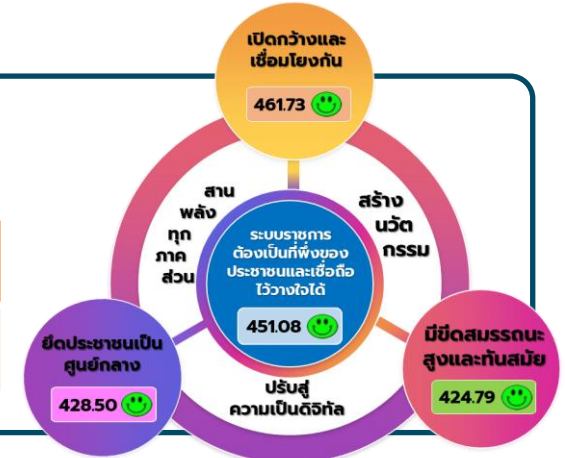 เปิดกว้างและ
เชื่อมโยงกัน
461.73
สาน
พลัง
ทุก
ภาค
ส่วน
สร้าง
นวัต
กรรม
ระบบราชการ
ต้องเป็นที่พึ่งของ
ประชาชนและเชื่อถือ
ไว้วางใจได้
451.08
ยึดประชาชนเป็น
ศูนย์กลาง
428.50
มีขีดสมรรถนะ
สูงและทันสมัย
424.79
ปรับสู่
ความเป็นดิจิทัล